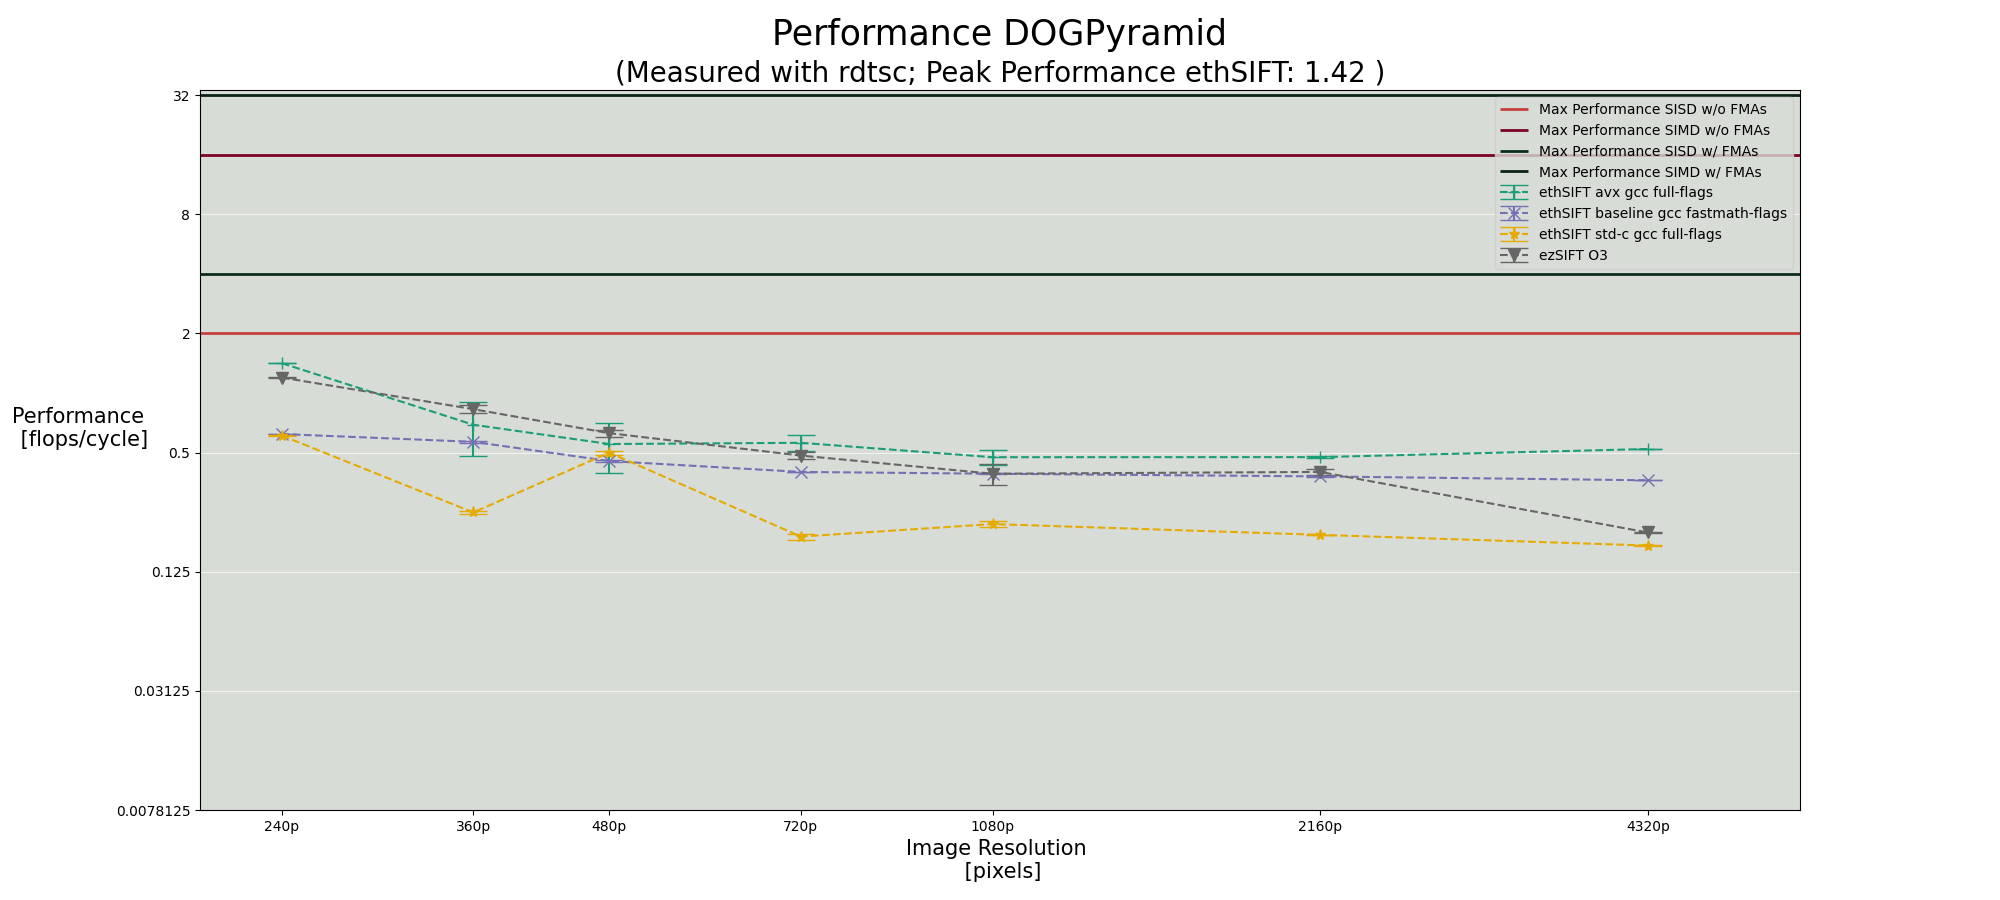 Performance DOGPyramid
(Measured with rdtsc; Peak Performance ethSIFT: 1.42 )
32
8
2
0.5
0.125
0.03125
0.0078125
Performance
[flops/cycle]
Max Performance SISD w/o FMAs
Max Performance SIMD w/o FMAs
Max Performance SISD w/ FMAs
Max Performance SIMD w/ FMAs
ethSIFT avx gcc full-flags
ethSIFT baseline gcc fastmath-flags
ethSIFT std-c gcc full-flags
ezSIFT O3
240p 360p 480p 720p 1080p 2160p 4320p
Image Resolution
[pixels]